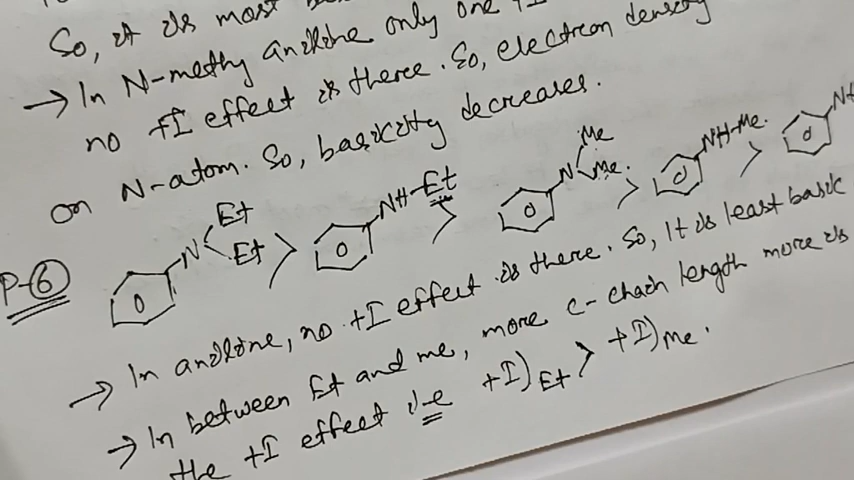 So, it is most
→ In N-methy aniline only one +I
no +I effect is there. So, electron density
on N-atom. So, basicity decreases.
P-6 N Et Et > NH-Et > N Me Me. > NH-Me. >
→ In aniline, no +I effect is there. So, It is least basic
→ In between Et and me, more c-chain length more is
the +I effect i.e +I)Et > +I)Me.